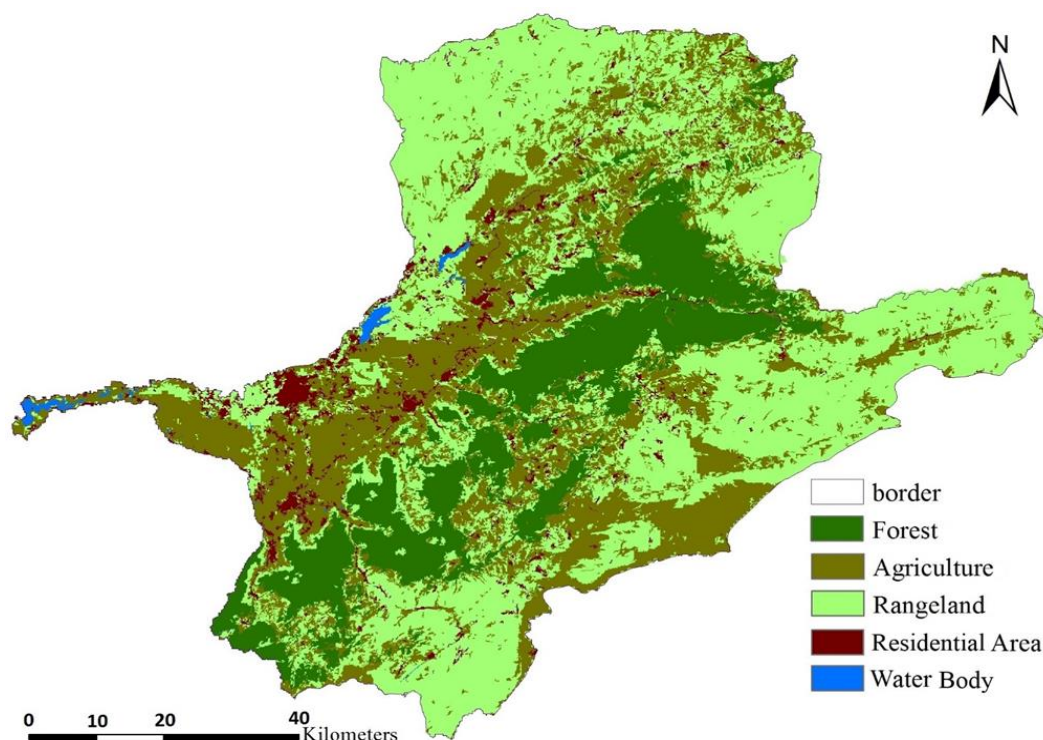 N
border
Forest
Agriculture
Rangeland
Residential Area
Water Body
0 10 20 40
Kilometers